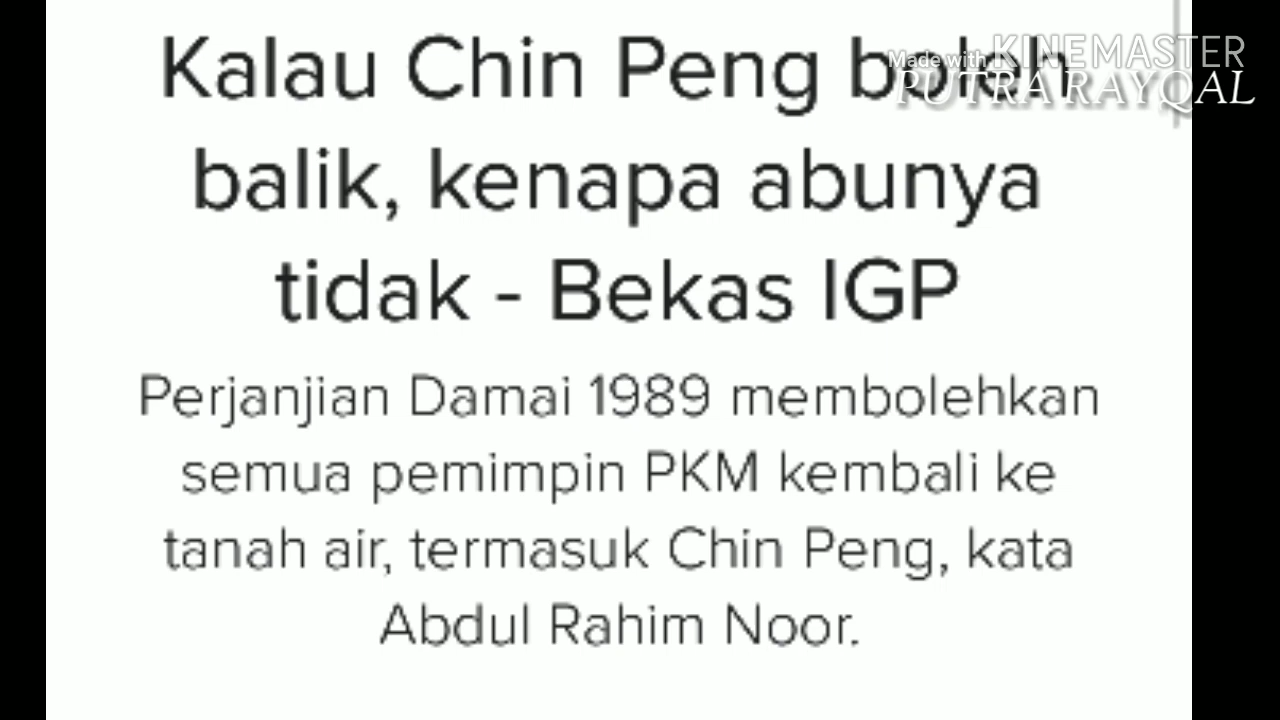 Kalau Chin Peng boleh
Made with KINEMASTER
PUTRA RAYQAL
balik, kenapa abunya
tidak - Bekas IGP
Perjanjian Damai 1989 membolehkan
semua pemimpin PKM kembali ke
tanah air, termasuk Chin Peng, kata
Abdul Rahim Noor.